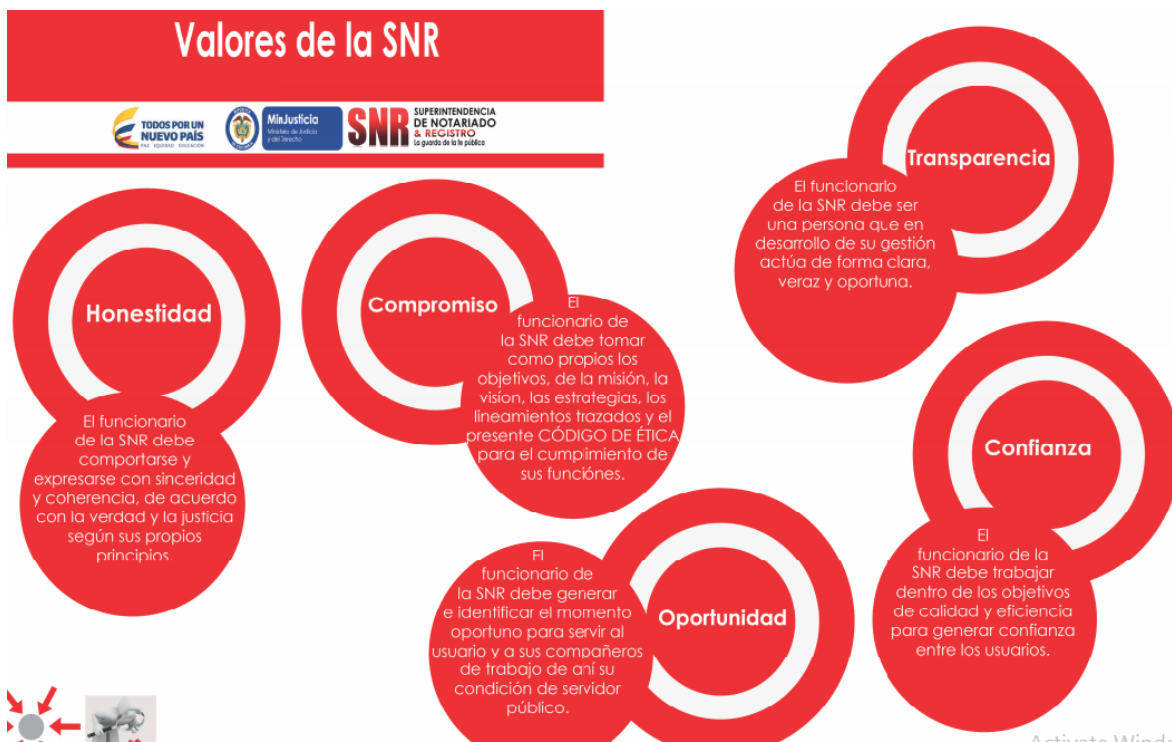 Valores de la SNR
TODOS POR UN
NUEVO PAÍS
PAZ EQUIDAD EDUCACIÓN
MinJusticia
Ministerio de Justicia
y del Derecho
SNR
SUPERINTENDENCIA
DE NOTARIADO
& REGISTRO
La guarda de la fe pública
Honestidad
El funcionario
de la SNR debe
comportarse y
expresarse con sinceridad
y coherencia, de acuerdo
con la verdad y la justicia
según sus propios
principios.
Compromiso
El
funcionario de
la SNR debe tomar
como propios los
objetivos, de la misión, la
visíon, las estrategias, los
lineamientos trazados y el
presente CÓDIGO DE ÉTICA
para el cumpimiento de
sus funciónes.
Transparencia
El funcionario
de la SNR debe ser
una persona que en
desarrollo de su gestión
actúa de forma clara,
veraz y oportuna.
Confianza
El
funcionario de la
SNR debe trabajar
dentro de los objetivos
de calidad y eficiencia
para generar confianza
entre los usuarios.
Oportunidad
El
funcionario de
la SNR debe generar
e identificar el momento
oportuno para servir al
usuario y a sus compañeros
de trabajo de ahí su
condición de servidor
público.
Activate Windo